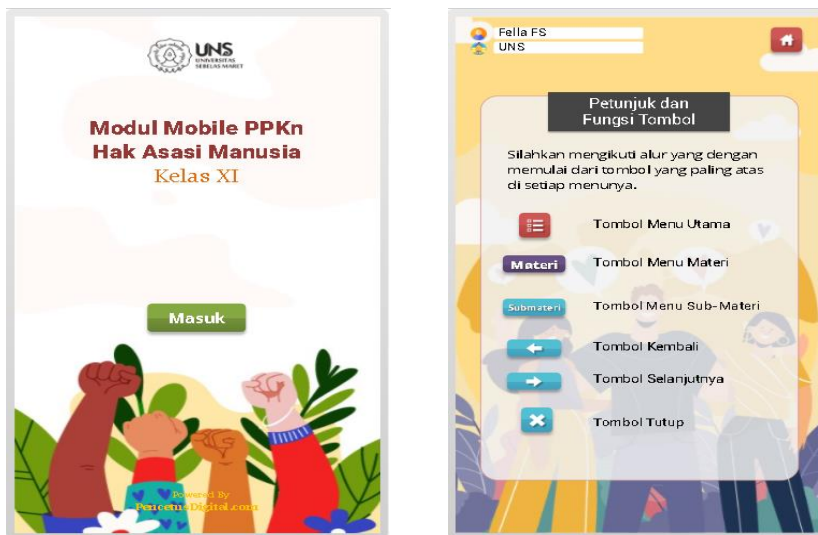 UNS
UNIVERSITAS
SEBELAS MARET
Modul Mobile PPKn
Hak Asasi Manusia
Kelas XI
Masuk
Powered By
PencetusDigital.com
Fella FS
UNS
Petunjuk dan
Fungsi Tombol
Silahkan mengikuti alur yang dengan
memulai dari tombol yang paling atas
di setiap menunya.
Tombol Menu Utama
Materi Tombol Menu Materi
Submateri Tombol Menu Sub-Materi
Tombol Kembali
Tombol Selanjutnya
Tombol Tutup